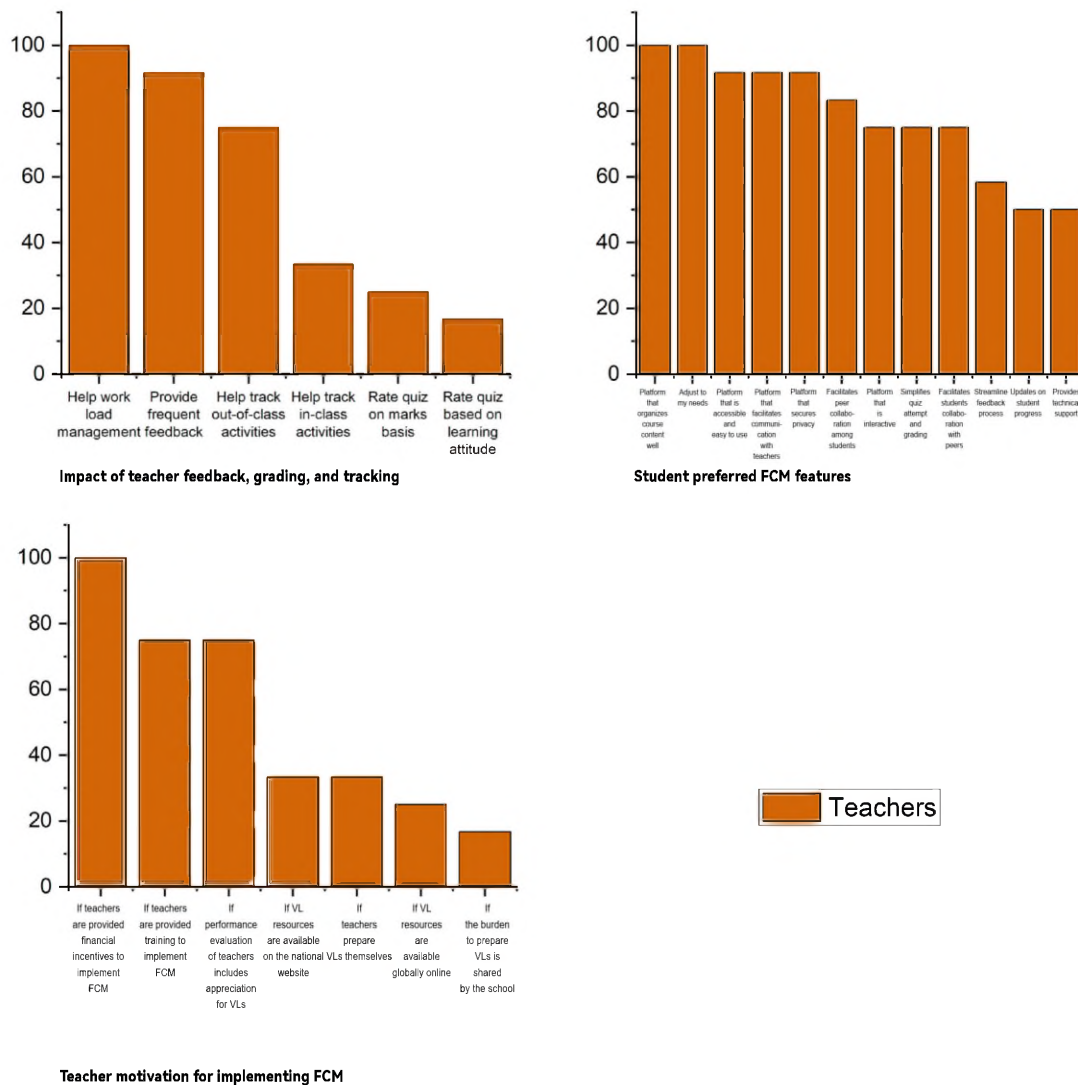 100
80
60
40
20
0
Help work
load
management
Provide
frequent
feedback
Help track
out-of-class
activities
Help track
in-class
activities
Rate quiz
on marks
basis
Rate quiz
based on
learning
attitude
Impact of teacher feedback, grading, and tracking
100
80
60
40
20
0
Platform
that
organizes
course
content
well
Adjust to
my needs
Platform
that is
accessible
and
easy to use
Platform
that
facilitates
communi-
cation
with
teachers
Platform
that
secures
privacy
Facilitates
peer
collabo-
ration
among
students
Platform
that
is
interactive
Simplifies
quiz
attempt
and
grading
Facilitates
students
collabo-
ration
with
peers
Streamline
feedback
process
Updates on
student
progress
Provides
technical
support
Student preferred FCM features
100
80
60
40
20
0
If teachers
are provided
financial
incentives to
implement
FCM
If teachers
are provided
training to
implement
FCM
If
performance
evaluation
of teachers
includes
appreciation
for VLs
If VL
resources
are available
on the national
website
If
teachers
prepare
VLs themselves
If VL
resources
are
available
globally online
If
the burden
to prepare
VLs is
shared
by the school
Teacher motivation for implementing FCM
Teachers